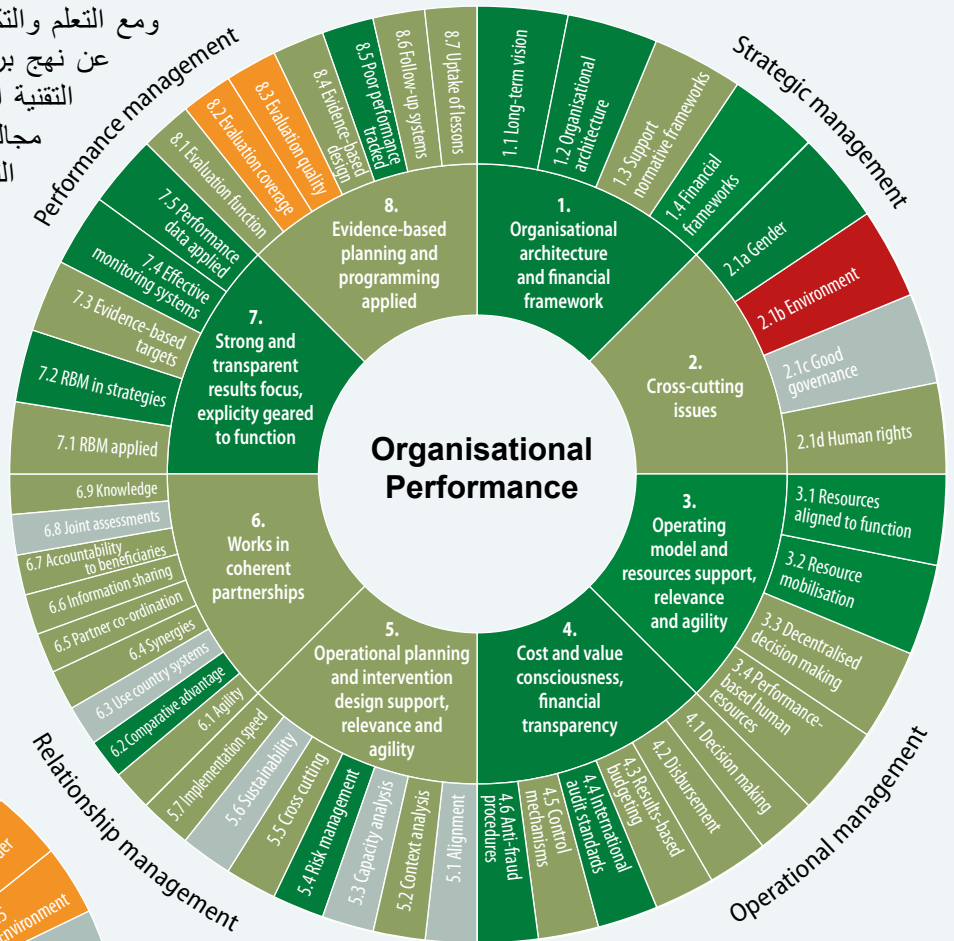 ومع التعلم
عن نهج
التقنية
Organisational
Performance
Strategic management
Operational management
Relationship management
Performance management
1.
Organisational
architecture
and financial
framework
1.1 Long-term vision
1.2 Organisational
architecture
1.3 Support
normative frameworks
1.4 Financial
frameworks
2.
Cross-cutting
issues
2.1a Gender
2.1b Environment
2.1c Good
governance
2.1d Human rights
3.
Operating
model and
resources support,
relevance
and agility
3.1 Resources
aligned to function
3.2 Resource
mobilisation
3.3 Decentralised
decision making
3.4 Performance-
based human
resources
4.
Cost and value
consciousness,
financial
transparency
4.1 Decision making
4.2 Disbursement
4.3 Results-based
budgeting
4.4 International
audit standards
4.5 Control
mechanisms
4.6 Anti-fraud
procedures
5.
Operational planning
and intervention
design support,
relevance and
agility
5.1 Alignment
5.2 Context analysis
5.3 Capacity analysis
5.4 Risk management
5.5 Cross cutting
5.6 Sustainability
5.7 Implementation speed
6.
Works in
coherent
partnerships
6.1 Agility
6.2 Comparative advantage
6.3 Use country systems
6.4 Synergies
6.5 Partner co-ordination
6.6 Information sharing
6.7 Accountability
to beneficiaries
6.8 Joint assessments
6.9 Knowledge
7.
Strong and
transparent
results focus,
explicity geared
to function
7.1 RBM applied
7.2 RBM in strategies
7.3 Evidence-based
targets
7.4 Effective
monitoring systems
7.5 Performance
data applied
8.
Evidence-based
planning and
programming
applied
8.1 Evaluation function
8.2 Evaluation coverage
8.3 Evaluation quality
8.4 Evidence-based
design
8.5 Poor performance
tracked
8.6 Follow-up systems
8.7 Uptake of lessons